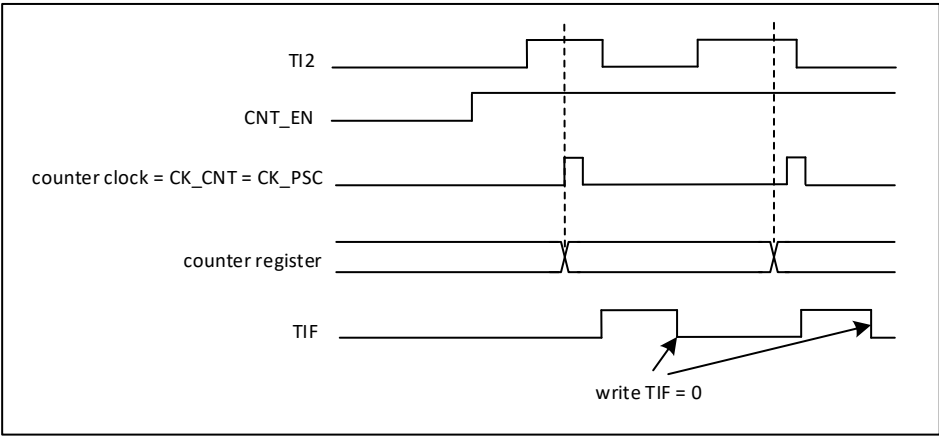 TI2
CNT_EN
counter clock = CK_CNT = CK_PSC
counter register
TIF
write TIF = 0